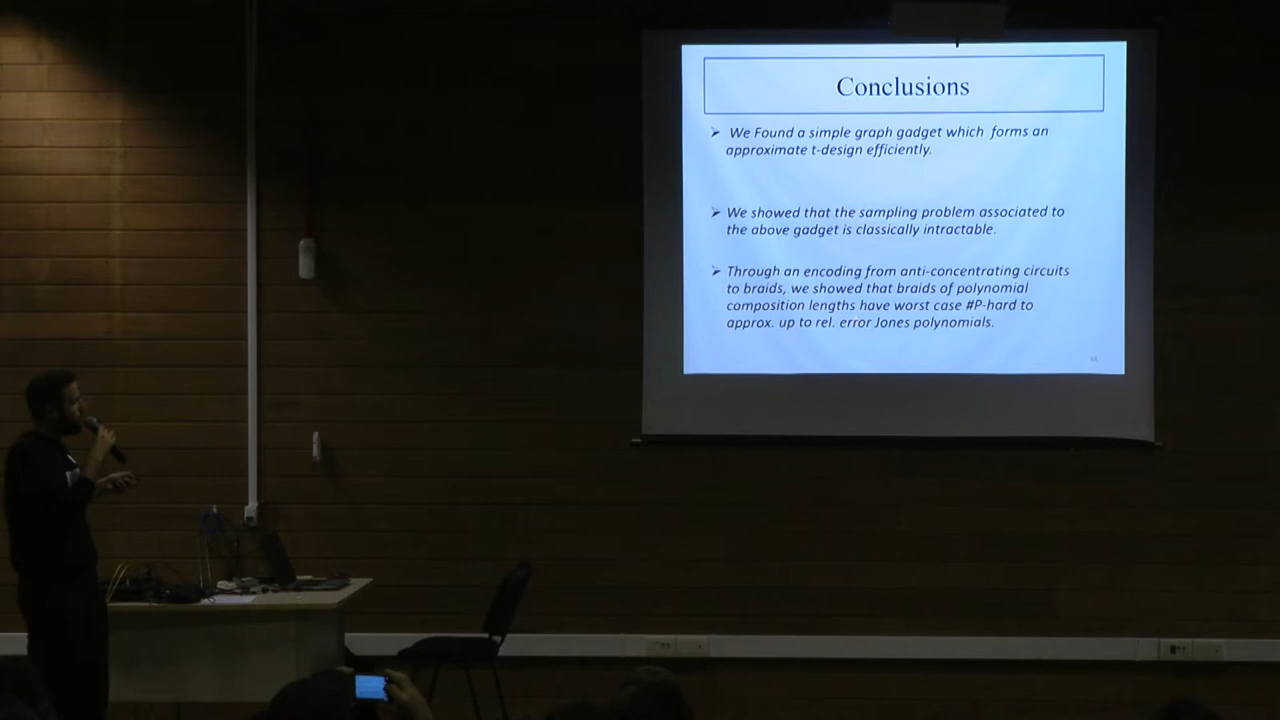 Conclusions
➢ We Found a simple graph gadget which forms an
approximate t-design efficiently.
➢ We showed that the sampling problem associated to
the above gadget is classically intractable.
➢ Through an encoding from anti-concentrating circuits
to braids, we showed that braids of polynomial
composition lengths have worst case #P-hard to
approx. up to rel. error Jones polynomials.